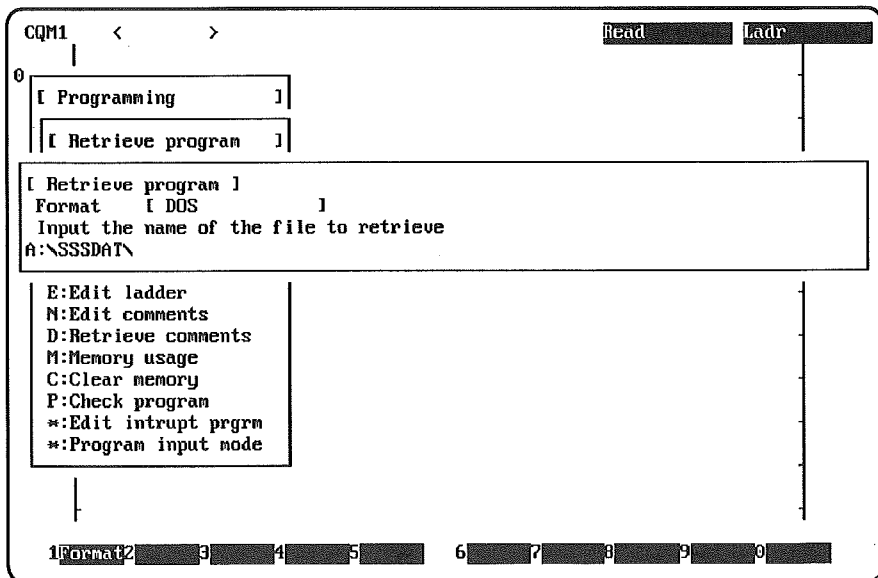 CQM1 < > Read Ladr
0
[ Programming ]
[ Retrieve program ]
[ Retrieve program ]
Format [ DOS ]
Input the name of the file to retrieve
A:\SSSDAT\
E:Edit ladder
N:Edit comments
D:Retrieve comments
M:Memory usage
C:Clear memory
P:Check program
*:Edit intrupt prgrm
*:Program input mode
1Format2 3 4 5 6 7 8 9 0